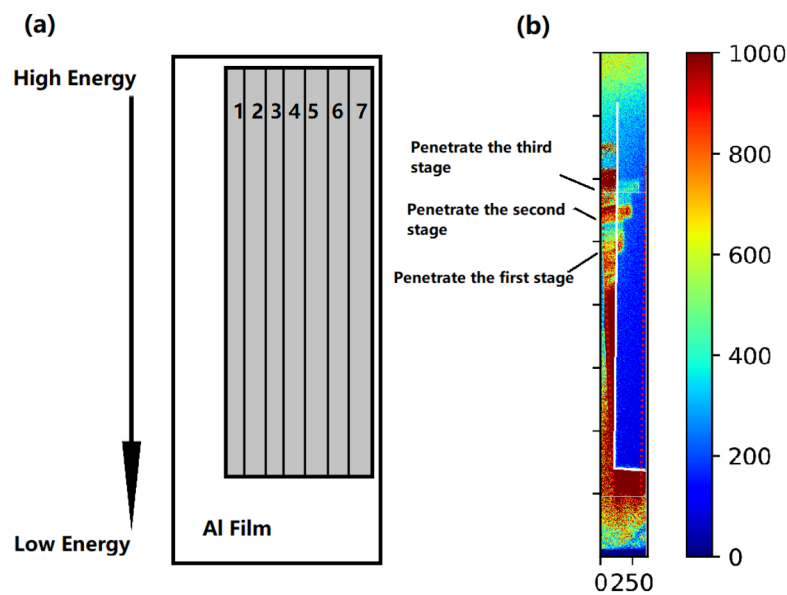 (a)
High Energy
1 2 3 4 5 6 7
Al Film
Low Energy
(b)
Penetrate the third
stage
Penetrate the second
stage
Penetrate the first stage
0250
1000
800
600
400
200
0